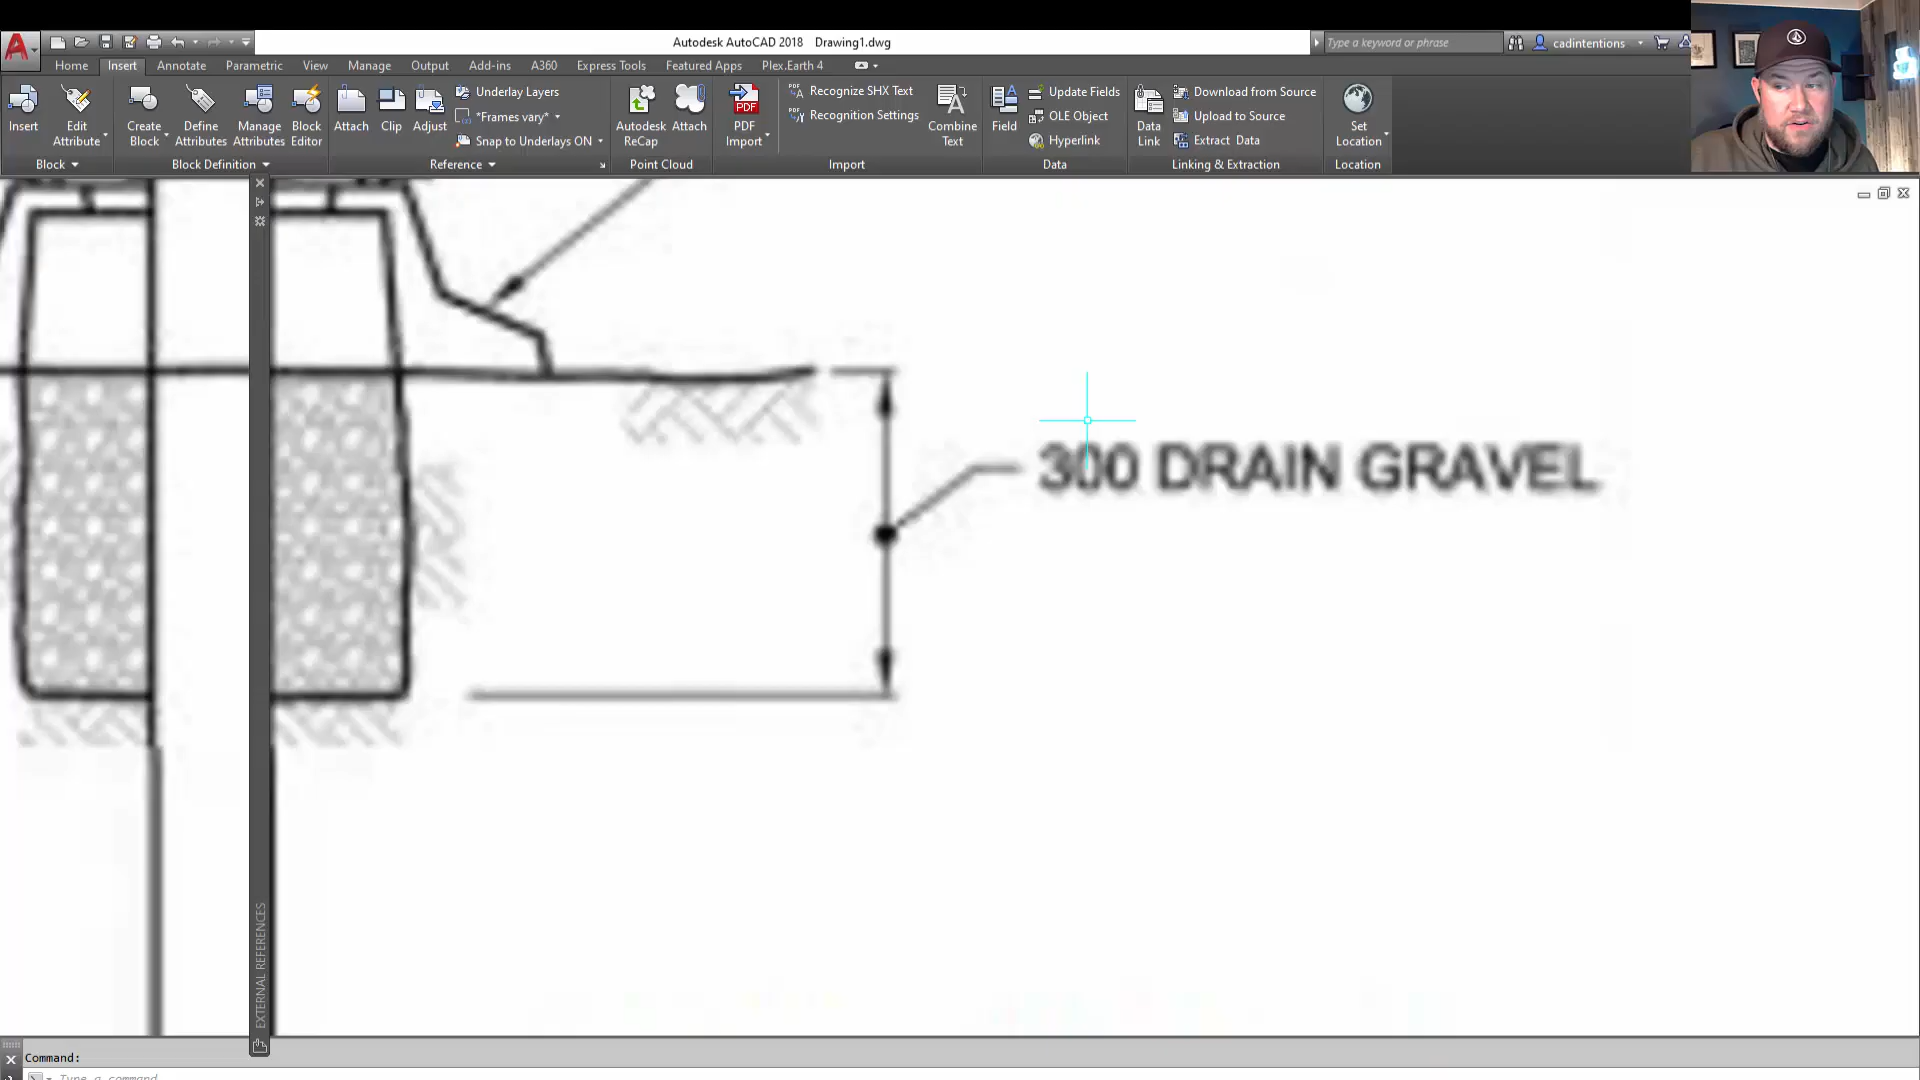 Autodesk AutoCAD 2018 Drawing1.dwg
Type a keyword or phrase
cadintentions
Home Insert Annotate Parametric View Manage Output Add-ins A360 Express Tools Featured Apps Plex.Earth 4
Insert
Edit Attribute
Create Block
Define Attributes
Manage Attributes
Block Editor
Attach
Clip
Adjust
Underlay Layers
*Frames vary*
Snap to Underlays ON
Autodesk ReCap
Attach
PDF Import
PDF
Recognize SHX Text
Recognition Settings
Combine Text
Field
Update Fields
OLE Object
Hyperlink
Data Link
Download from Source
Upload to Source
Extract Data
Set Location
Block
Block Definition
Reference
Point Cloud
Import
Data
Linking & Extraction
Location
300 DRAIN GRAVEL
EXTERNAL REFERENCES
Command:
Type a command